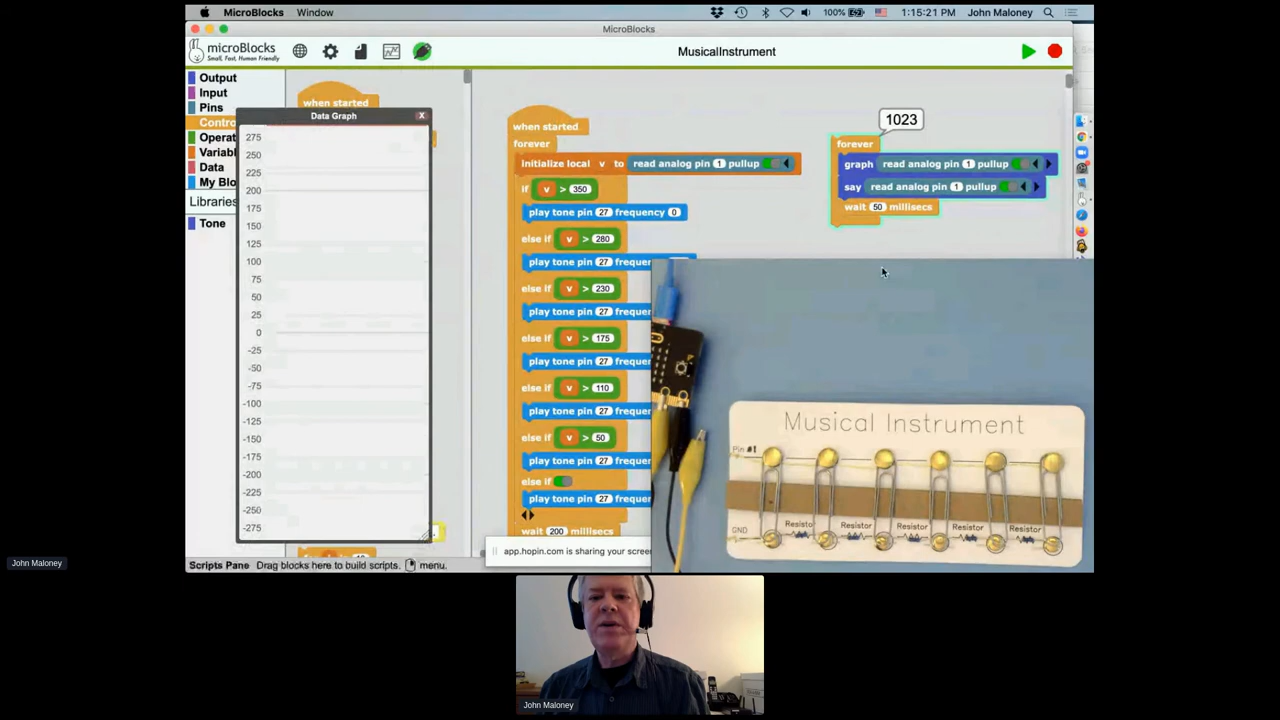 MicroBlocks Window
100% 1:15:21 PM John Maloney
MicroBlocks
microBlocks
Small, Fast, Human Friendly
MusicalInstrument
Output
Input
Pins
Contro
Operat
Variabl
Data
My Blo
Libraries
Tone
when started
Data Graph
X
275
250
225
200
175
150
125
100
75
50
25
0
-25
-50
-75
-100
-125
-150
-175
-200
-225
-250
-275
when started
forever
initialize local v to read analog pin 1 pullup
if v > 350
play tone pin 27 frequency 0
else if v > 280
play tone pin 27 frequen
else if v > 230
play tone pin 27 frequen
else if v > 175
play tone pin 27 frequen
else if v > 110
play tone pin 27 frequen
else if v > 50
play tone pin 27 frequen
else if
play tone pin 27 frequen
wait 200 millisecs
1023
forever
graph read analog pin 1 pullup
say read analog pin 1 pullup
wait 50 millisecs
Musical Instrument
Pin #1
GND
Resistor Resistor Resistor Resistor Resistor
app.hopin.com is sharing your screen
Scripts Pane Drag blocks here to build scripts. menu.
John Maloney
John Maloney